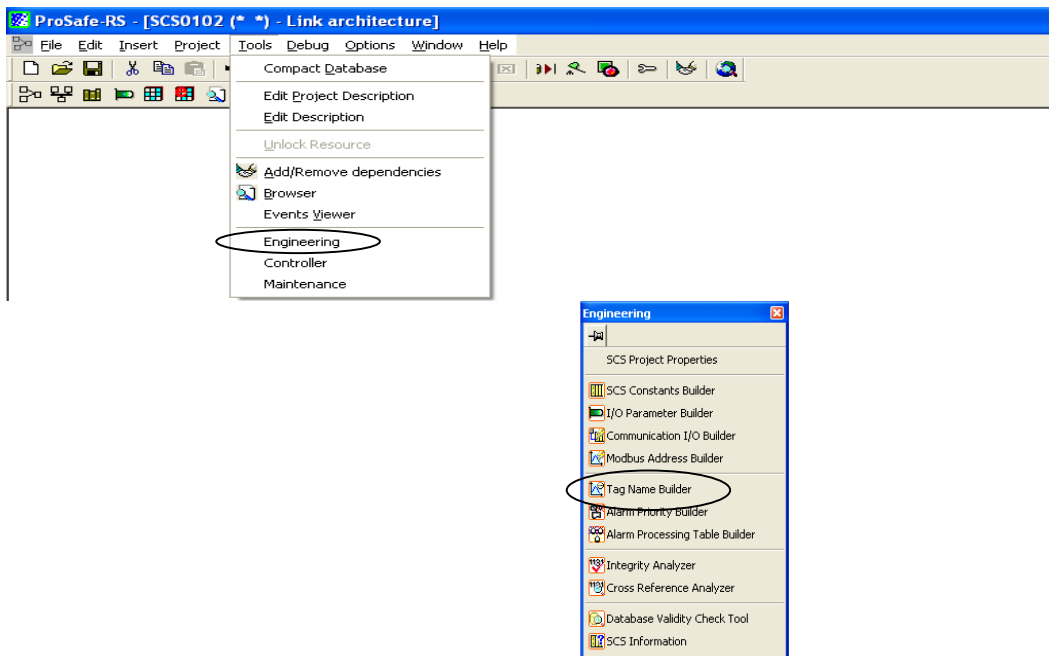 ProSafe-RS - [SCS0102 (* *) - Link architecture]
File Edit Insert Project Tools Debug Options Window Help
Compact Database
Edit Project Description
Edit Description
Unlock Resource
Add/Remove dependencies
Browser
Events Viewer
Engineering
Controller
Maintenance
Engineering
SCS Project Properties
SCS Constants Builder
I/O Parameter Builder
Communication I/O Builder
Modbus Address Builder
Tag Name Builder
Alarm Priority Builder
Alarm Processing Table Builder
Integrity Analyzer
Cross Reference Analyzer
Database Validity Check Tool
SCS Information